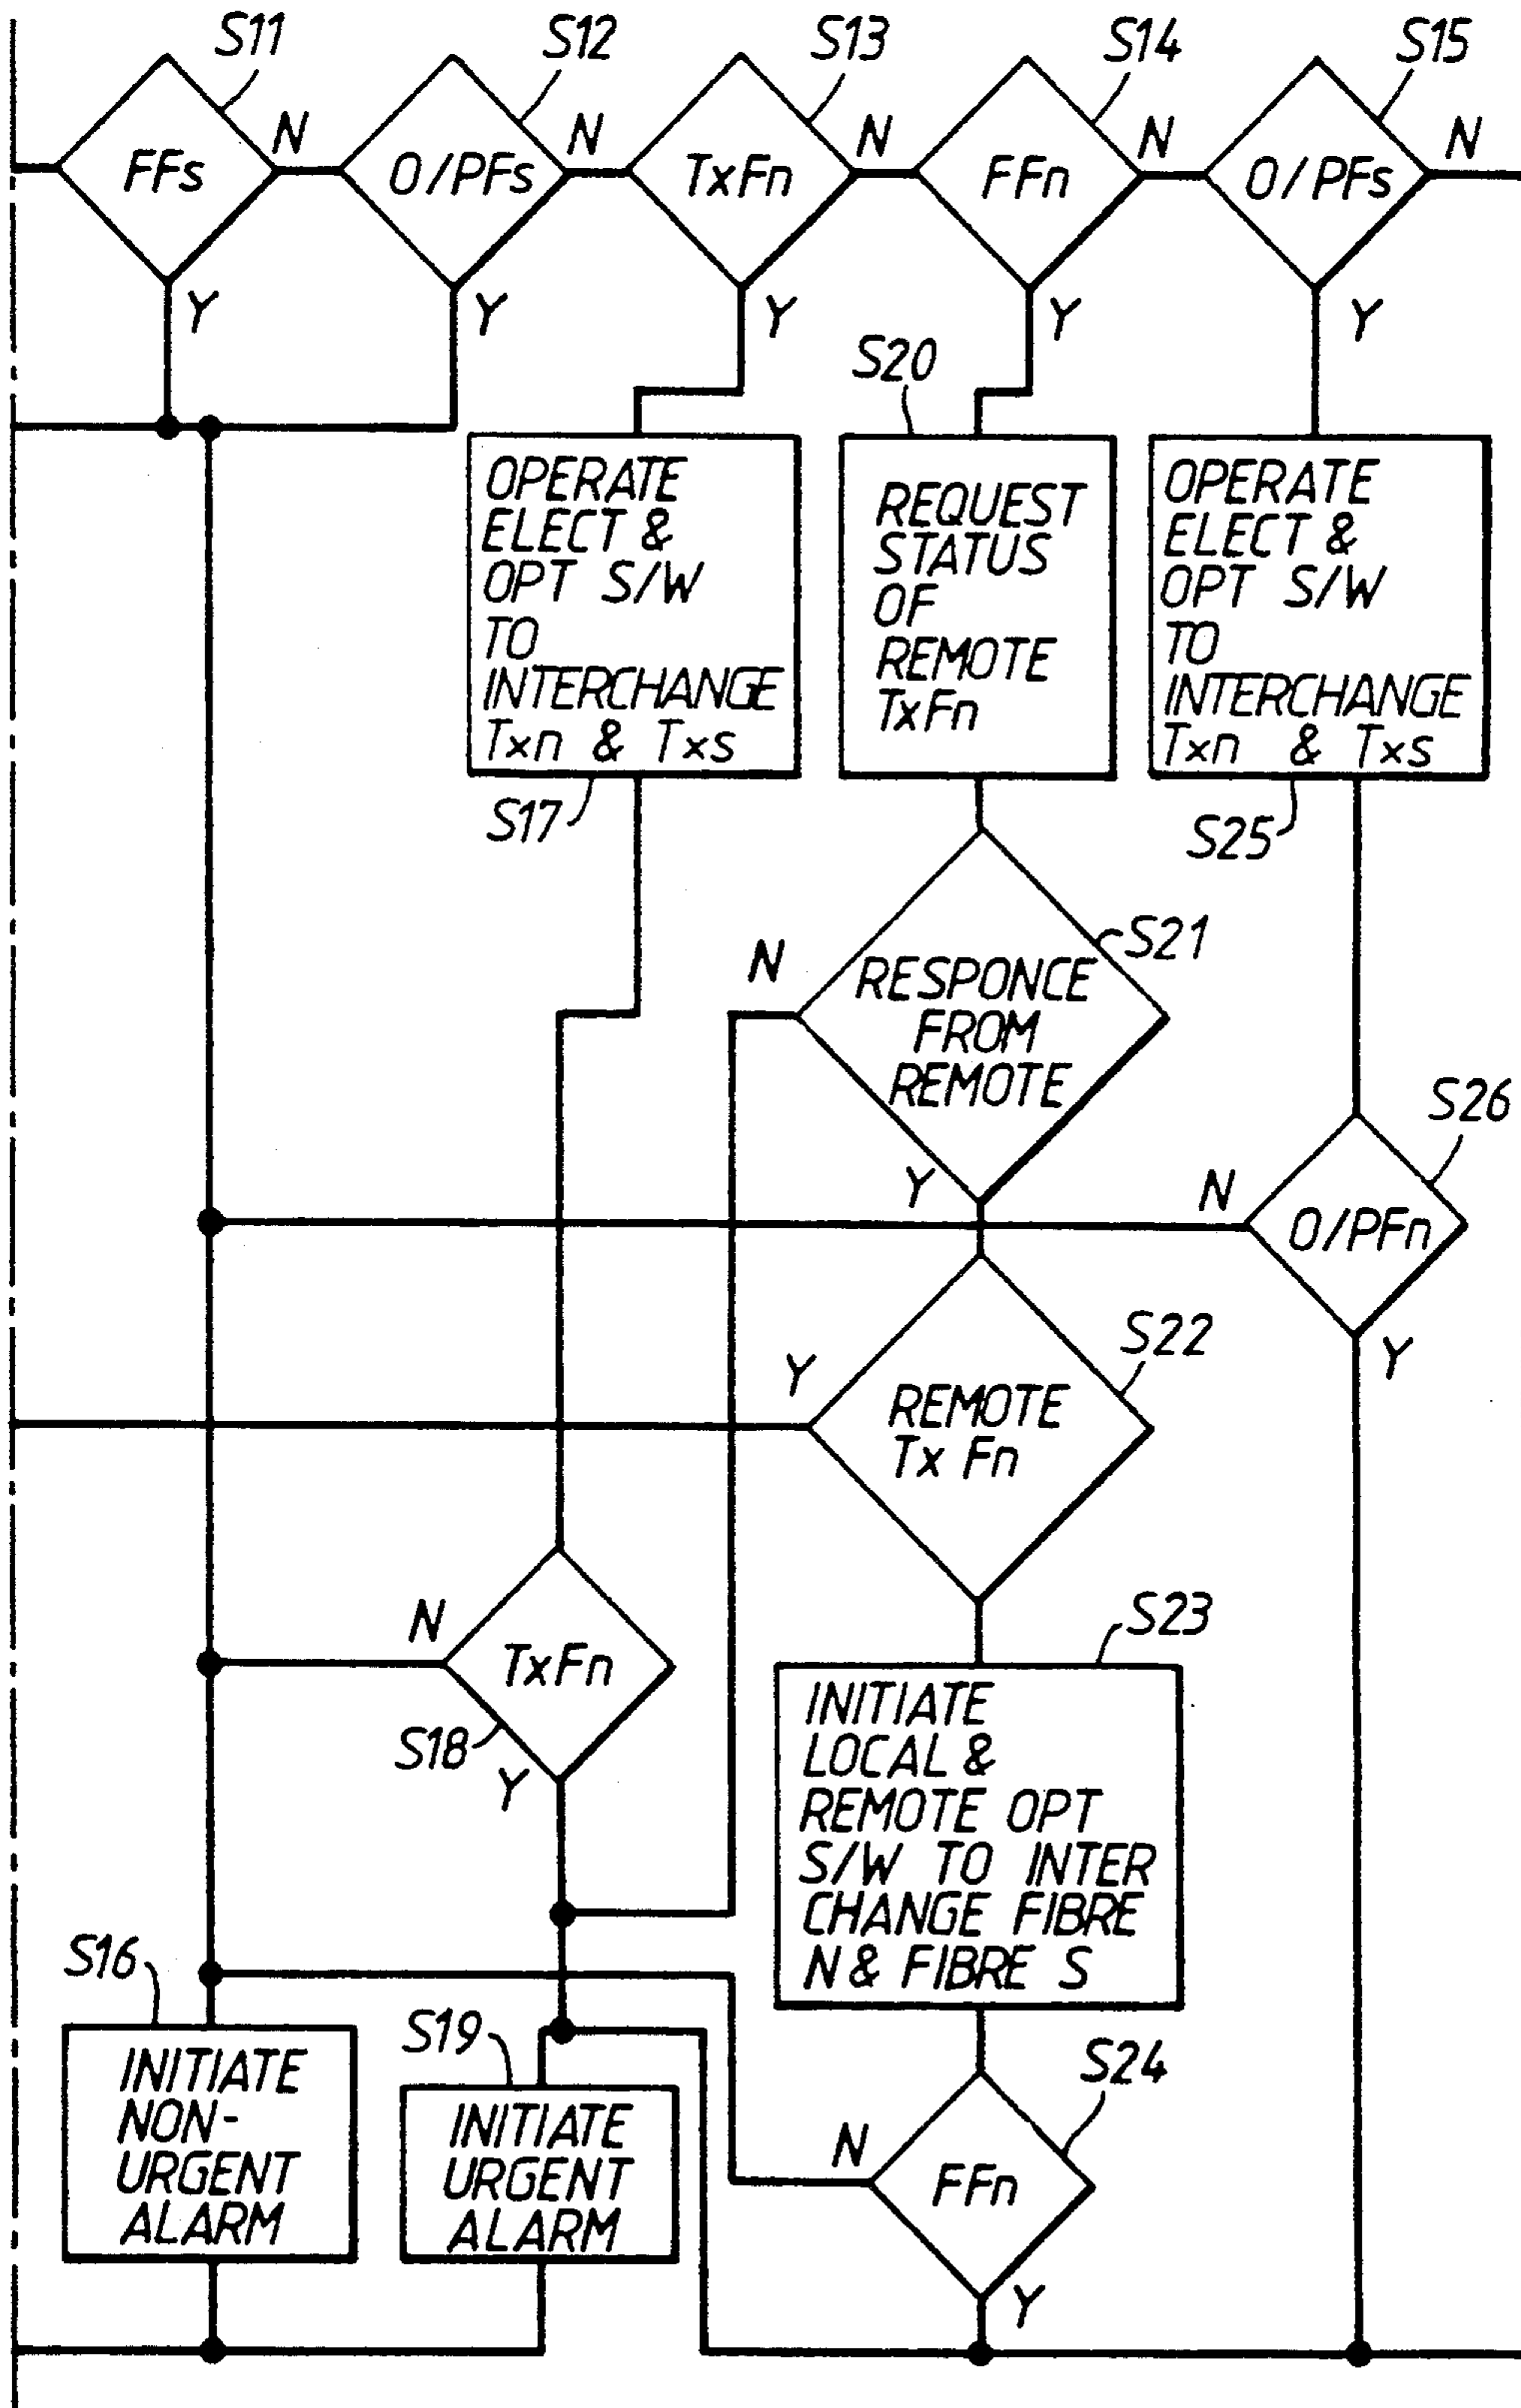 S11
S12
S13
S14
S15
FFs
N
O/PFs
N
TxFn
N
FFn
N
O/PFs
N
Y
Y
Y
Y
Y
S20
OPERATE
ELECT &
OPT S/W
TO
INTERCHANGE
Txn & Txs
S17
REQUEST
STATUS
OF
REMOTE
TxFn
OPERATE
ELECT &
OPT S/W
TO
INTERCHANGE
Txn & Txs
S25
S21
N
RESPONCE
FROM
REMOTE
Y
S26
N
O/PFn
Y
S22
Y
REMOTE
Tx Fn
N
TxFn
S18
Y
S23
INITIATE
LOCAL &
REMOTE OPT
S/W TO INTER
CHANGE FIBRE
N & FIBRE S
S16
INITIATE
NON-
URGENT
ALARM
S19
INITIATE
URGENT
ALARM
S24
N
FFn
Y